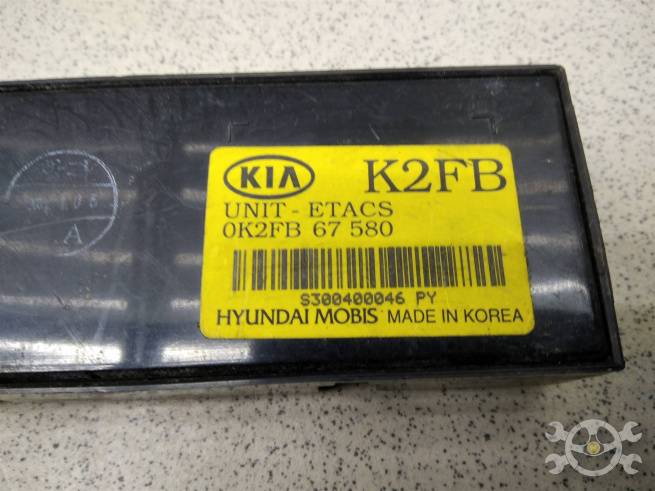 KIA K2FB
UNIT - ETACS
0K2FB 67 580
S300400046 PY
HYUNDAI MOBIS MADE IN KOREA
A